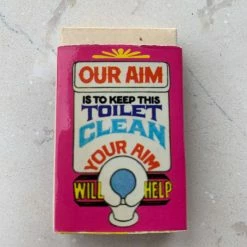 OUR AIM
IS TO KEEP THIS
TOILET
CLEAN
YOUR AIM
WILL HELP